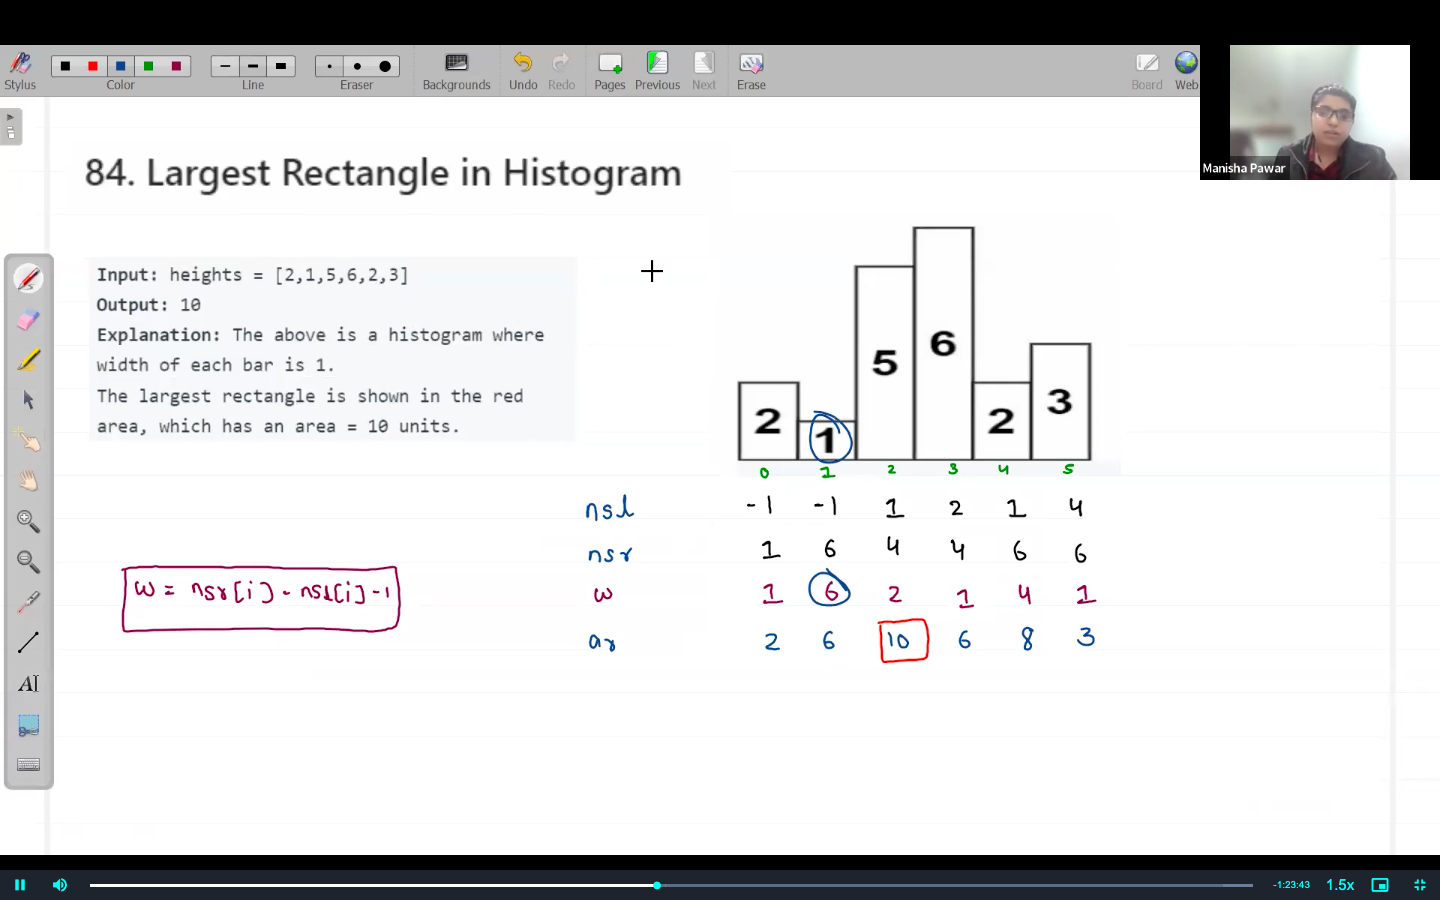 Stylus Color Line Eraser Backgrounds Undo Redo Pages Previous Next Erase Board Web
Manisha Pawar
84. Largest Rectangle in Histogram
Input: heights = [2,1,5,6,2,3]
Output: 10
Explanation: The above is a histogram where
width of each bar is 1.
The largest rectangle is shown in the red
area, which has an area = 10 units.
2 1 5 6 2 3
0 1 2 3 4 5
nsl -1 -1 1 2 1 4
nsr 1 6 4 4 6 6
w 1 6 2 1 4 1
ar 2 6 10 6 8 3
w = nsr[i] - nsl[i] -1
A
-1:23:43 1.5x